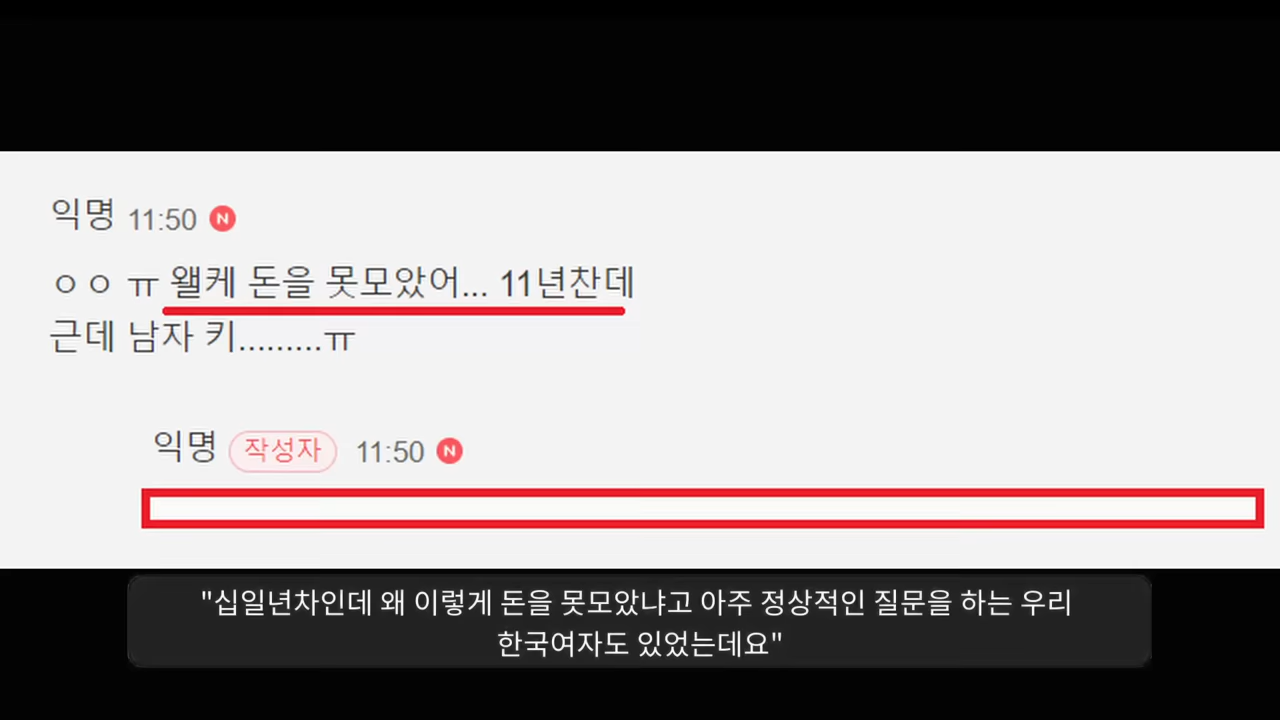 익명 11:50 N
ㅇㅇ ㅠ 왤케 돈을 못모았어... 11년찬데
근데 남자 키.........ㅠ
익명 작성자 11:50 N
"십일년차인데 왜 이렇게 돈을 못모았냐고 아주 정상적인 질문을 하는 우리
한국여자도 있었는데요"